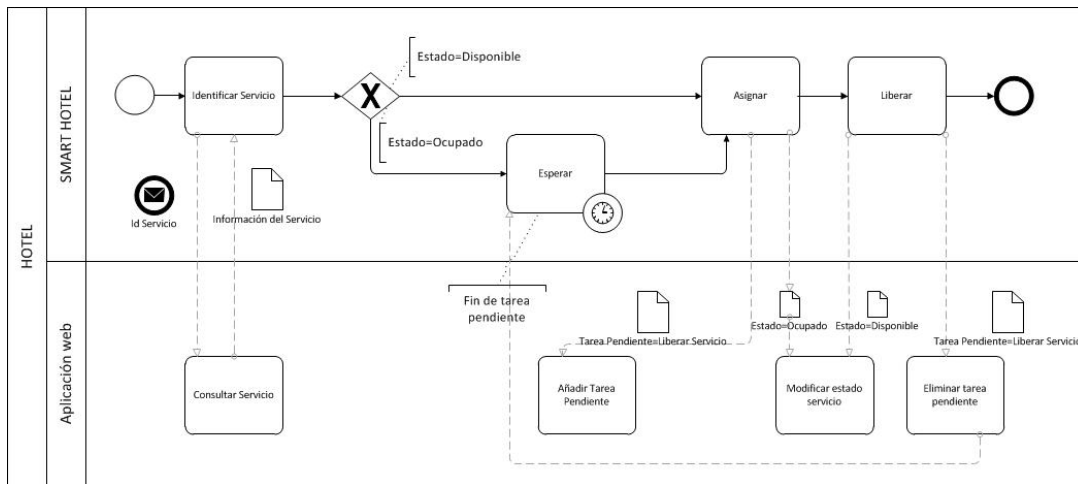 HOTEL
SMART HOTEL
Identificar Servicio
X
Estado=Disponible
Estado=Ocupado
Esperar
Asignar
Liberar
Id Servicio
Información del Servicio
Aplicación web
Fin de tarea
pendiente
Tarea Pendiente=Liberar Servicio
Estado=Ocupado
Estado=Disponible
Tarea Pendiente=Liberar Servicio
Consultar Servicio
Añadir Tarea
Pendiente
Modificar estado
servicio
Eliminar tarea
pendiente